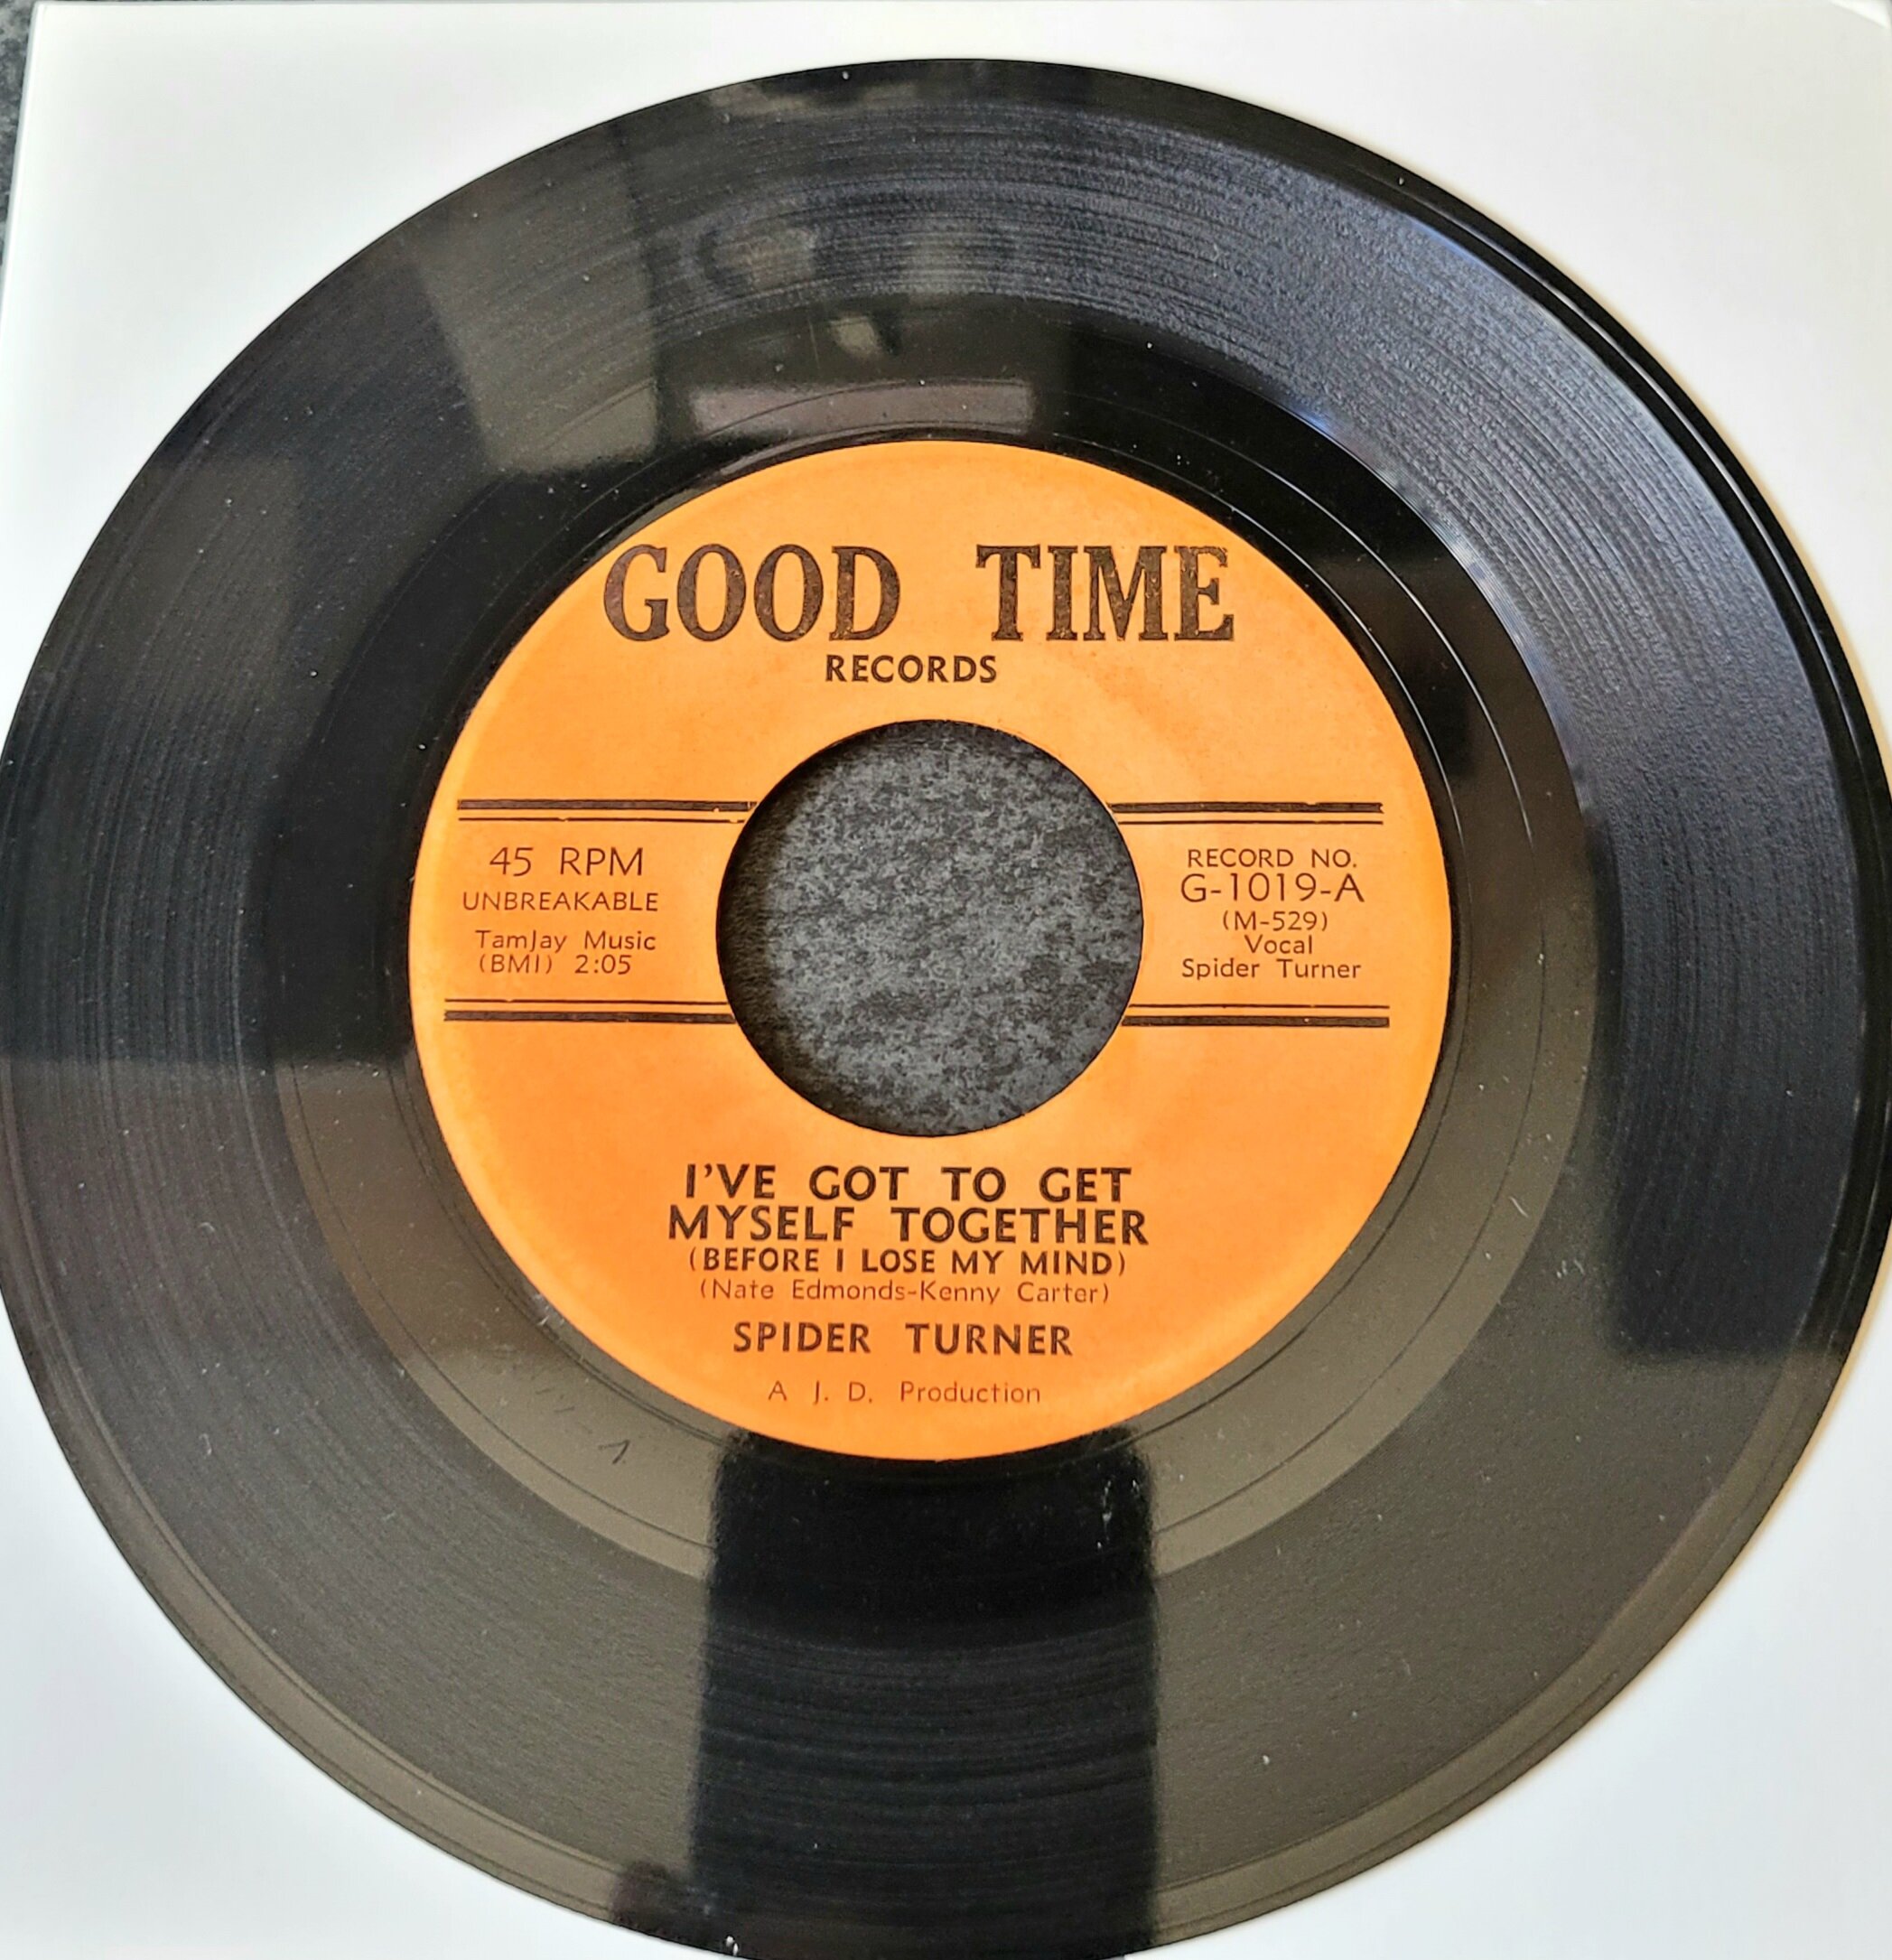 GOOD TIME
RECORDS
45 RPM
UNBREAKABLE
TamJay Music
(BMI) 2:05
RECORD NO.
G-1019-A
(M-529)
Vocal
Spider Turner
I'VE GOT TO GET
MYSELF TOGETHER
(BEFORE I LOSE MY MIND)
(Nate Edmonds-Kenny Carter)
SPIDER TURNER
A J. D. Production